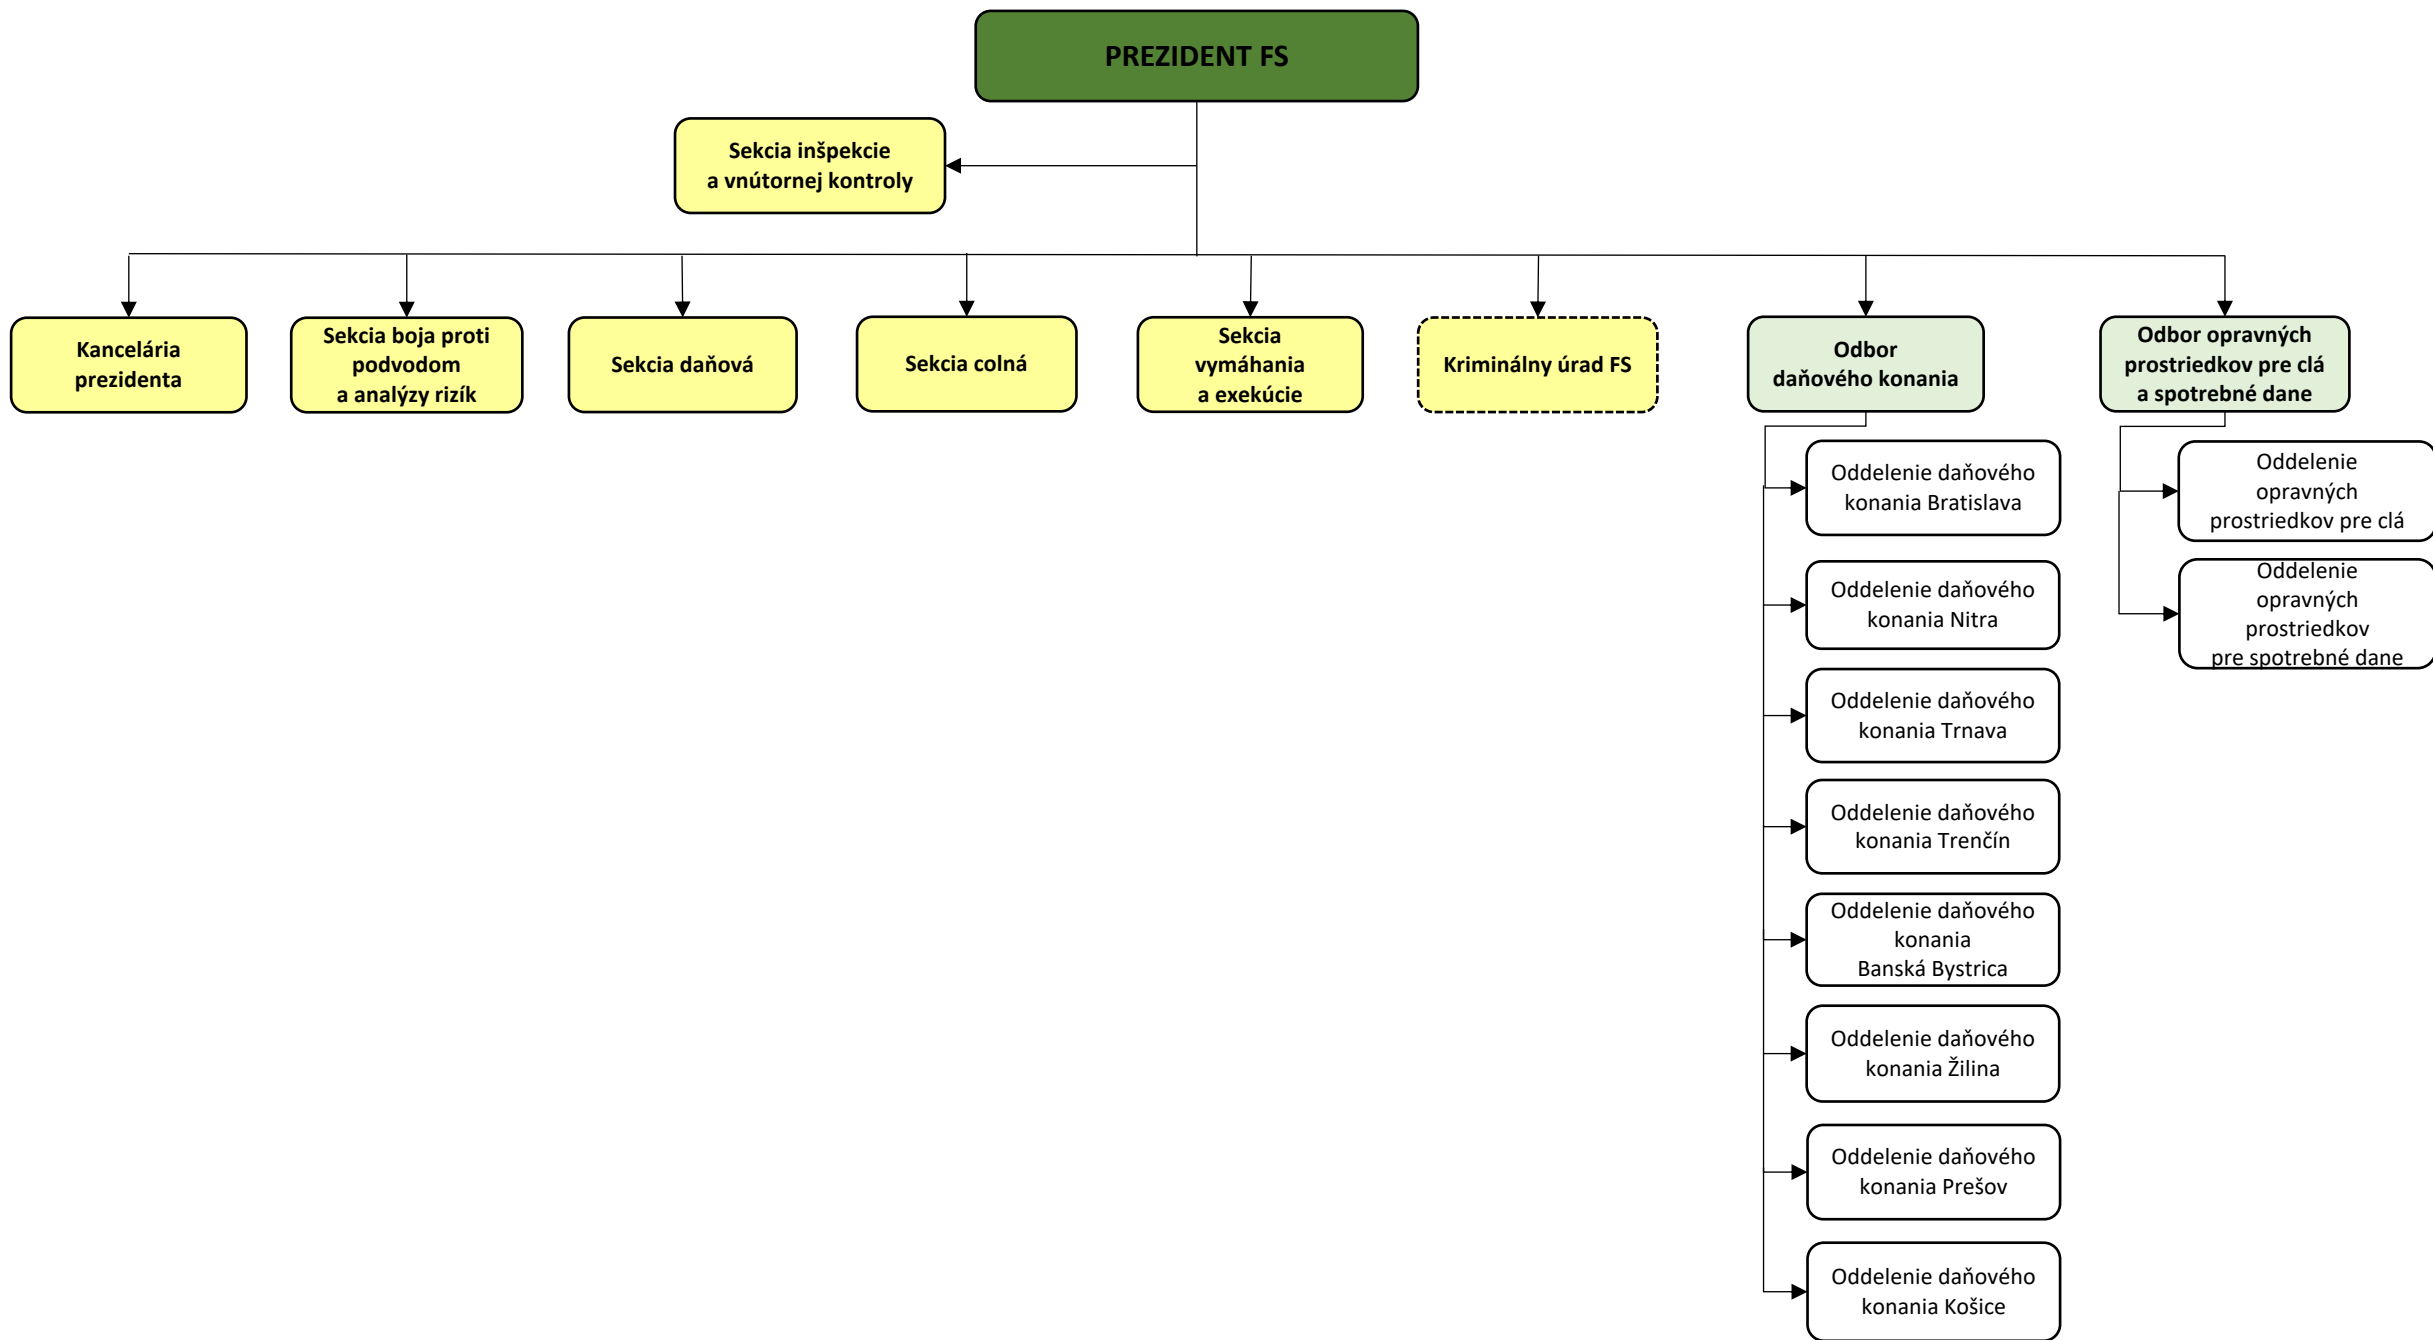 PREZIDENT FS
Sekcia inšpekcie
a vnútornej kontroly
Kancelária
prezidenta
Sekcia boja proti
podvodom
a analýzy rizík
Sekcia daňová
Sekcia colná
Sekcia
vymáhania
a exekúcie
Kriminálny úrad FS
Odbor
daňového konania
Odbor opravných
prostriedkov pre clá
a spotrebné dane
Oddelenie daňového
konania Bratislava
Oddelenie daňového
konania Nitra
Oddelenie daňového
konania Trnava
Oddelenie daňového
konania Trenčín
Oddelenie daňového
konania
Banská Bystrica
Oddelenie daňového
konania Žilina
Oddelenie daňového
konania Prešov
Oddelenie daňového
konania Košice
Oddelenie
opravných
prostriedkov pre clá
Oddelenie
opravných
prostriedkov
pre spotrebné dane